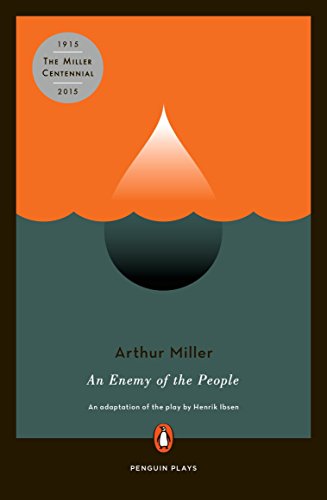 1915
The Miller
Centennial
2015
Arthur Miller
An Enemy of the People
An adaptation of the play by Henrik Ibsen
PENGUIN PLAYS